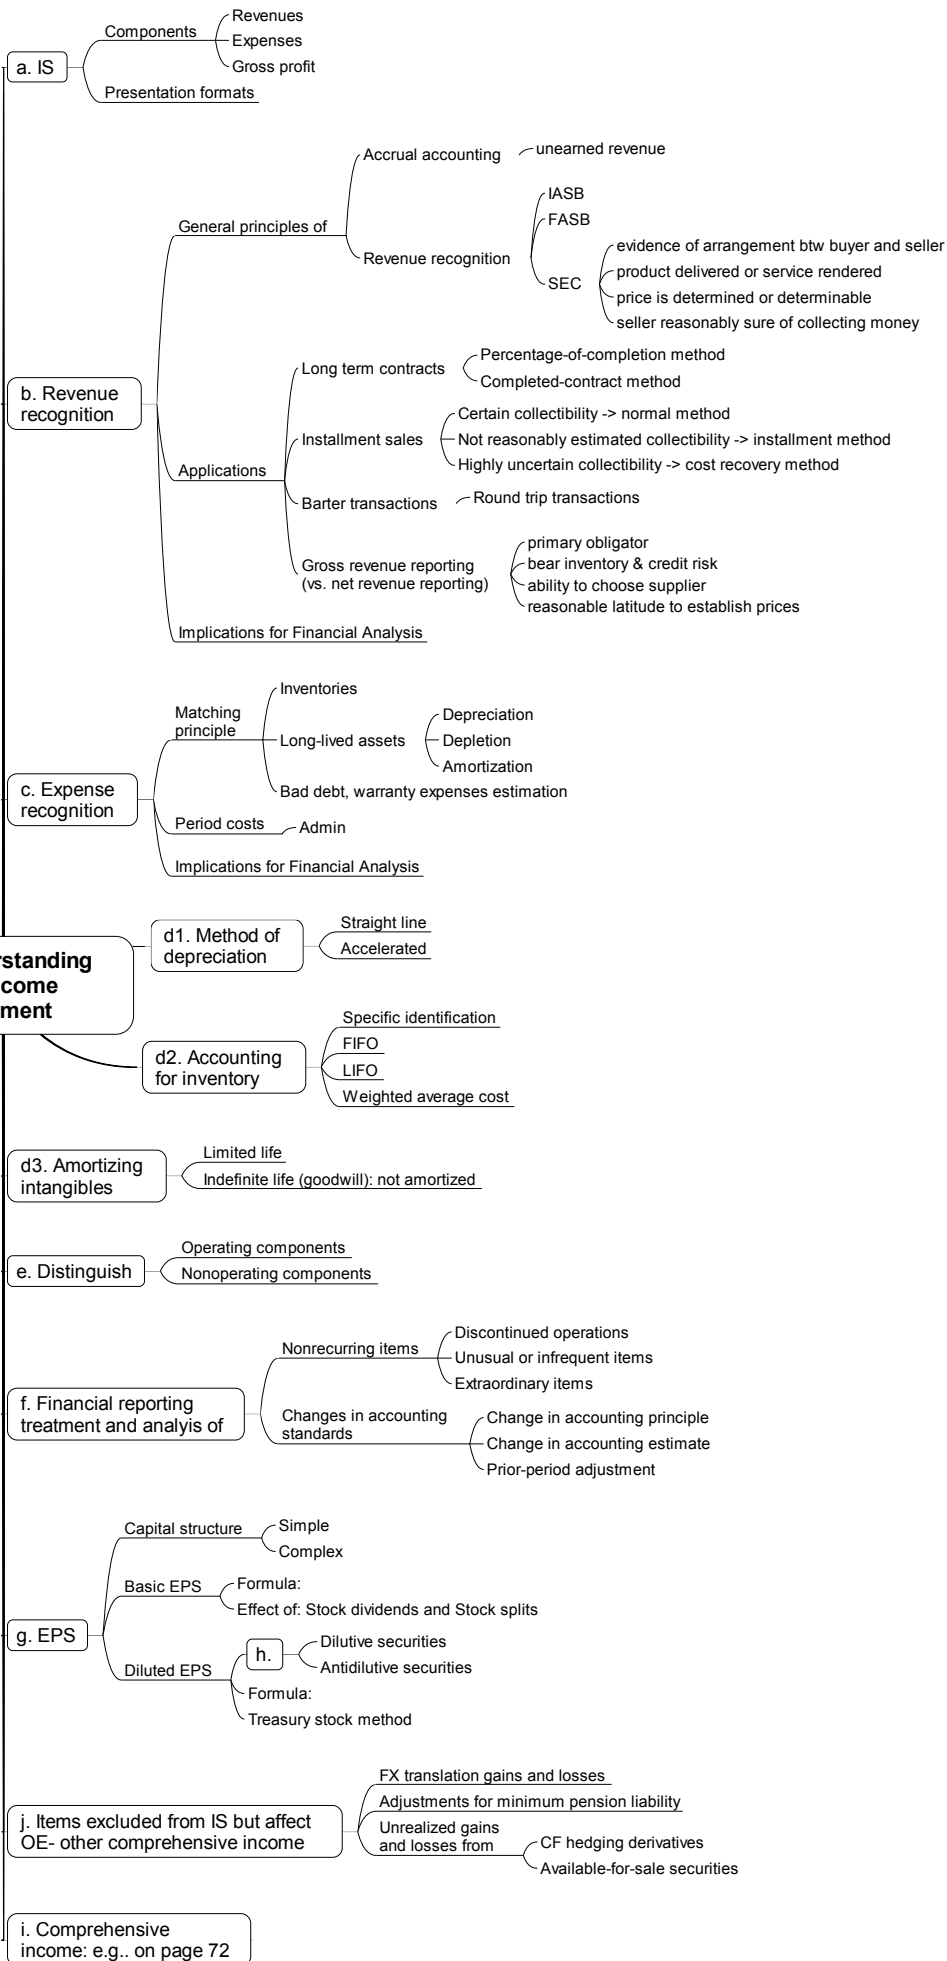 a. IS
Components
Revenues
Expenses
Gross profit
Presentation formats
b. Revenue
recognition
General principles of
Accrual accounting
unearned revenue
Revenue recognition
IASB
FASB
SEC
evidence of arrangement btw buyer and seller
product delivered or service rendered
price is determined or determinable
seller reasonably sure of collecting money
Applications
Long term contracts
Percentage-of-completion method
Completed-contract method
Installment sales
Certain collectibility -> normal method
Not reasonably estimated collectibility -> installment method
Highly uncertain collectibility -> cost recovery method
Barter transactions
Round trip transactions
Gross revenue reporting
(vs. net revenue reporting)
primary obligator
bear inventory & credit risk
ability to choose supplier
reasonable latitude to establish prices
Implications for Financial Analysis
c. Expense
recognition
Matching
principle
Inventories
Long-lived assets
Depreciation
Depletion
Amortization
Bad debt, warranty expenses estimation
Period costs
Admin
Implications for Financial Analysis
rstanding
come
ment
d1. Method of
depreciation
Straight line
Accelerated
d2. Accounting
for inventory
Specific identification
FIFO
LIFO
Weighted average cost
d3. Amortizing
intangibles
Limited life
Indefinite life (goodwill): not amortized
e. Distinguish
Operating components
Nonoperating components
f. Financial reporting
treatment and analyis of
Nonrecurring items
Discontinued operations
Unusual or infrequent items
Extraordinary items
Changes in accounting
standards
Change in accounting principle
Change in accounting estimate
Prior-period adjustment
g. EPS
Capital structure
Simple
Complex
Basic EPS
Formula:
Effect of: Stock dividends and Stock splits
Diluted EPS
h.
Dilutive securities
Antidilutive securities
Formula:
Treasury stock method
j. Items excluded from IS but affect
OE- other comprehensive income
FX translation gains and losses
Adjustments for minimum pension liability
Unrealized gains
and losses from
CF hedging derivatives
Available-for-sale securities
i. Comprehensive
income: e.g.. on page 72